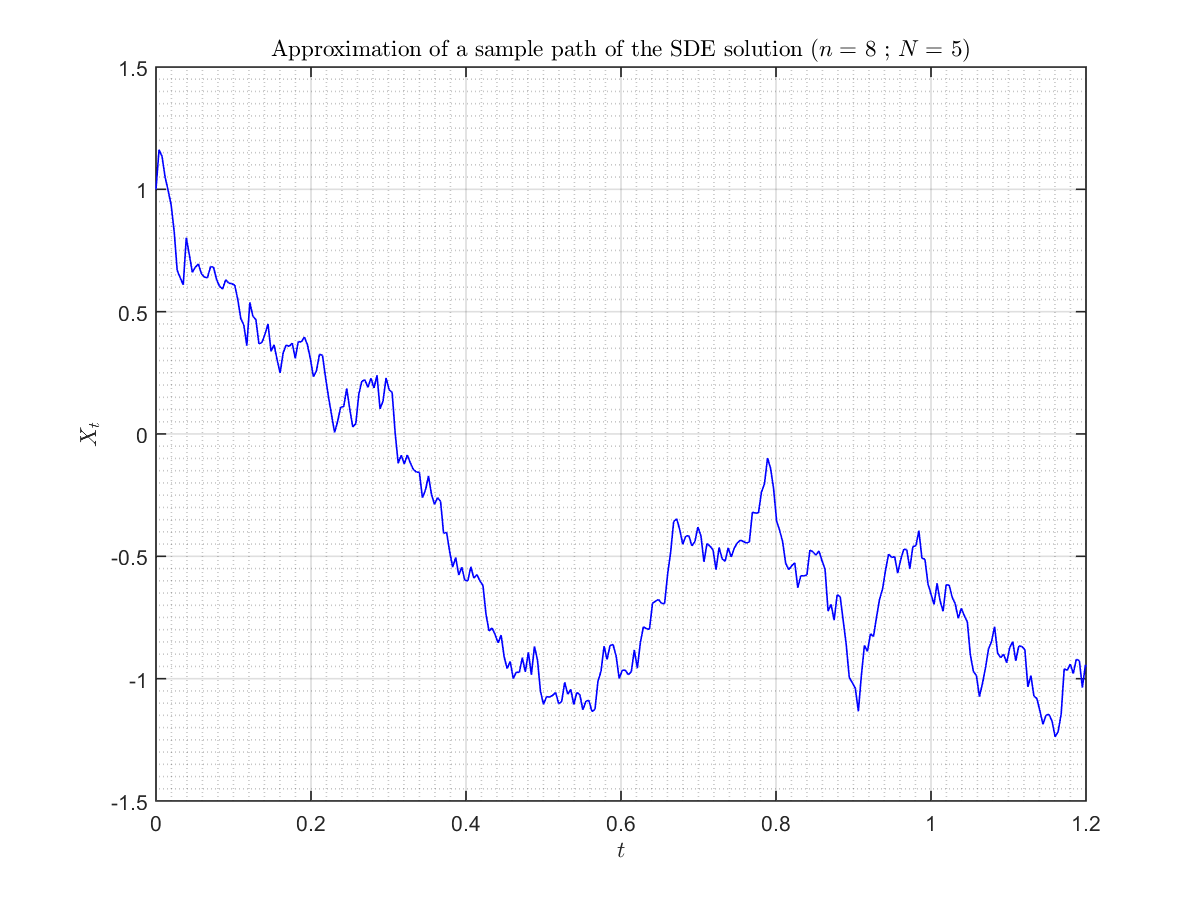 Approximation of a sample path of the SDE solution (n = 8 ; N = 5)
1.5
1
0.5
0
-0.5
-1
-1.5
X_t
0 0.2 0.4 0.6 0.8 1 1.2
t